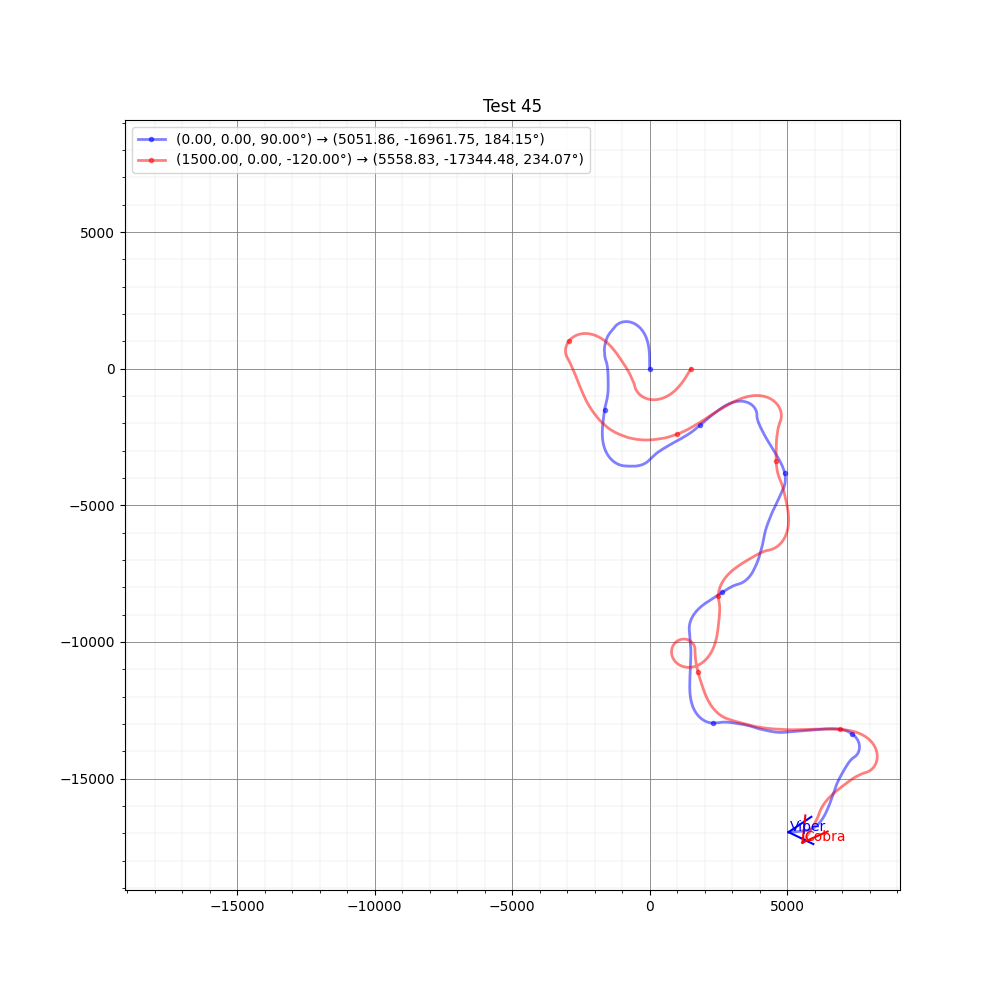 Test 45
(0.00, 0.00, 90.00°) → (5051.86, -16961.75, 184.15°)
(1500.00, 0.00, -120.00°) → (5558.83, -17344.48, 234.07°)
5000
0
−5000
−10000
−15000
Viper
Cobra
−15000 −10000 −5000 0 5000